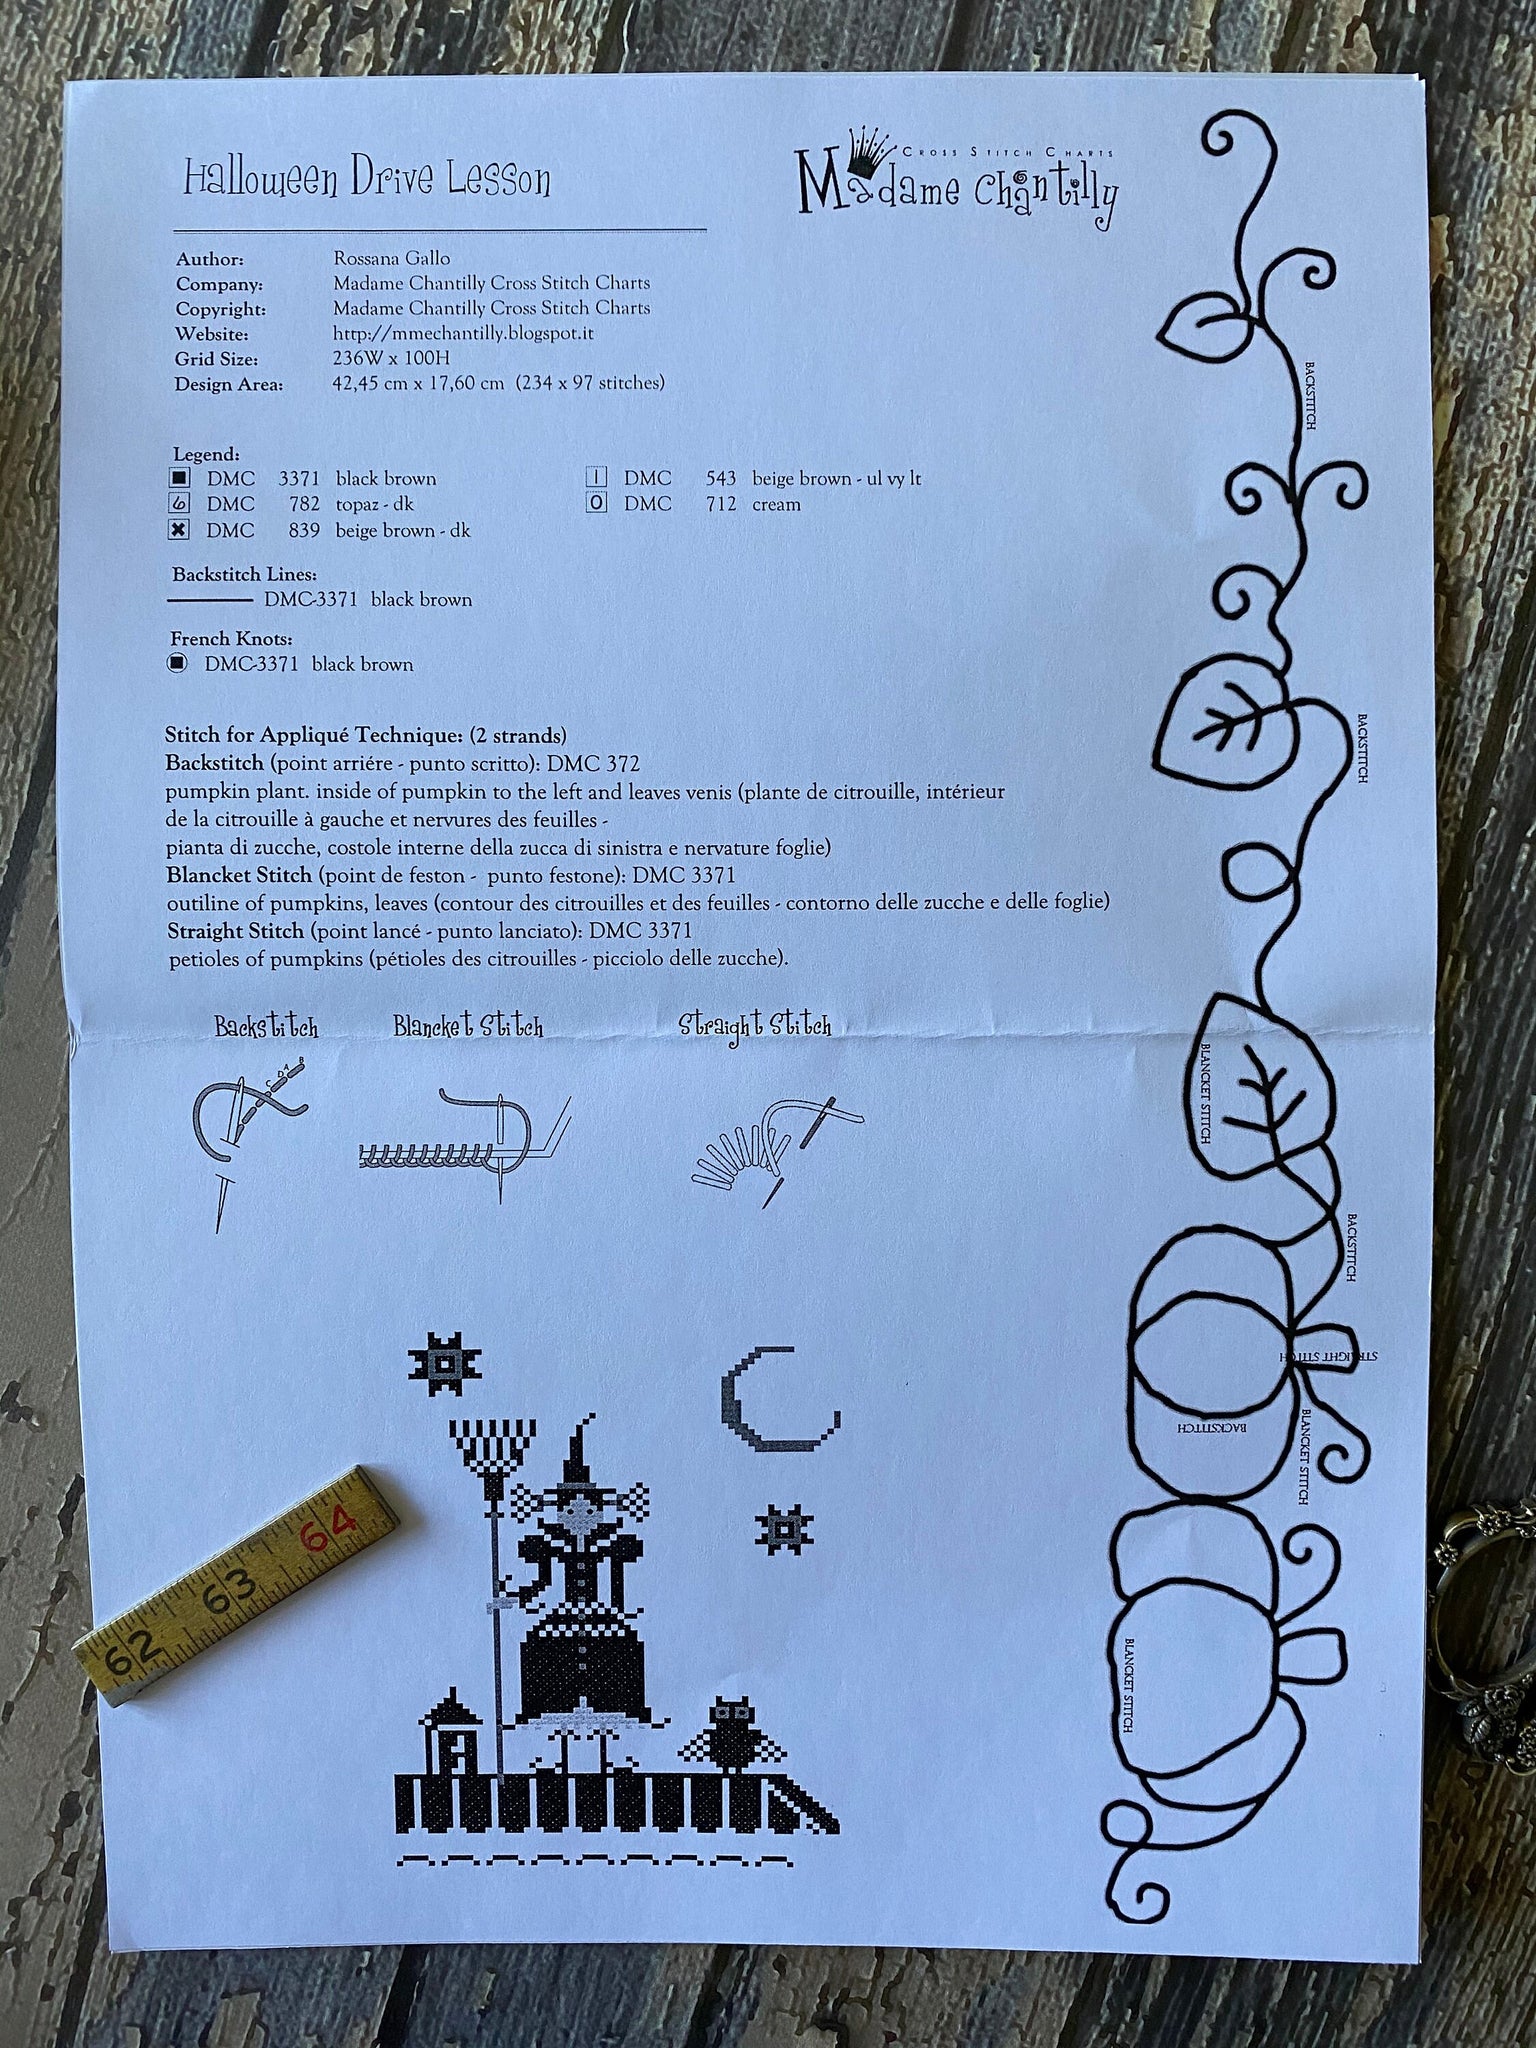 Halloween Drive Lesson
Cross Stitch Charts
Madame Chantilly
Author: Rossana Gallo
Company: Madame Chantilly Cross Stitch Charts
Copyright: Madame Chantilly Cross Stitch Charts
Website: http://mmechantilly.blogspot.it
Grid Size: 236W x 100H
Design Area: 42,45 cm x 17,60 cm (234 x 97 stitches)
Legend:
DMC 3371 black brown | DMC 543 beige brown - ul vy lt
6 DMC 782 topaz - dk O DMC 712 cream
✖ DMC 839 beige brown - dk
Backstitch Lines:
DMC-3371 black brown
French Knots:
DMC-3371 black brown
Stitch for Appliqué Technique: (2 strands)
Backstitch (point arriére - punto scritto): DMC 372
pumpkin plant. inside of pumpkin to the left and leaves venis (plante de citrouille, intérieur
de la citrouille à gauche et nervures des feuilles -
pianta di zucche, costole interne della zucca di sinistra e nervature foglie)
Blancket Stitch (point de feston - punto festone): DMC 3371
outiline of pumpkins, leaves (contour des citrouilles et des feuilles - contorno delle zucche e delle foglie)
Straight Stitch (point lancé - punto lanciato): DMC 3371
petioles of pumpkins (pétioles des citrouilles - picciolo delle zucche).
Backstitch Blancket Stitch Straight Stitch
C D A B
BACKSTITCH
BACKSTITCH
BLANCKET STITCH
BACKSTITCH
STRAIGHT STITCH
BACKSTITCH
BLANCKET STITCH
BLANCKET STITCH
62 63 64